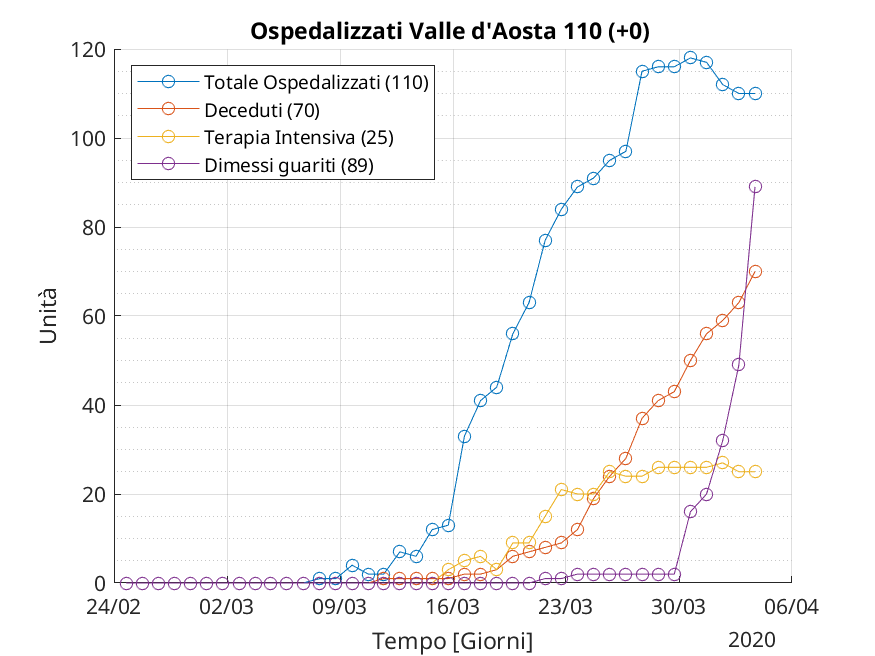 Ospedalizzati Valle d'Aosta 110 (+0)
Totale Ospedalizzati (110)
Deceduti (70)
Terapia Intensiva (25)
Dimessi guariti (89)
Unità
120
100
80
60
40
20
0
24/02 02/03 09/03 16/03 23/03 30/03 06/04
Tempo [Giorni]
2020